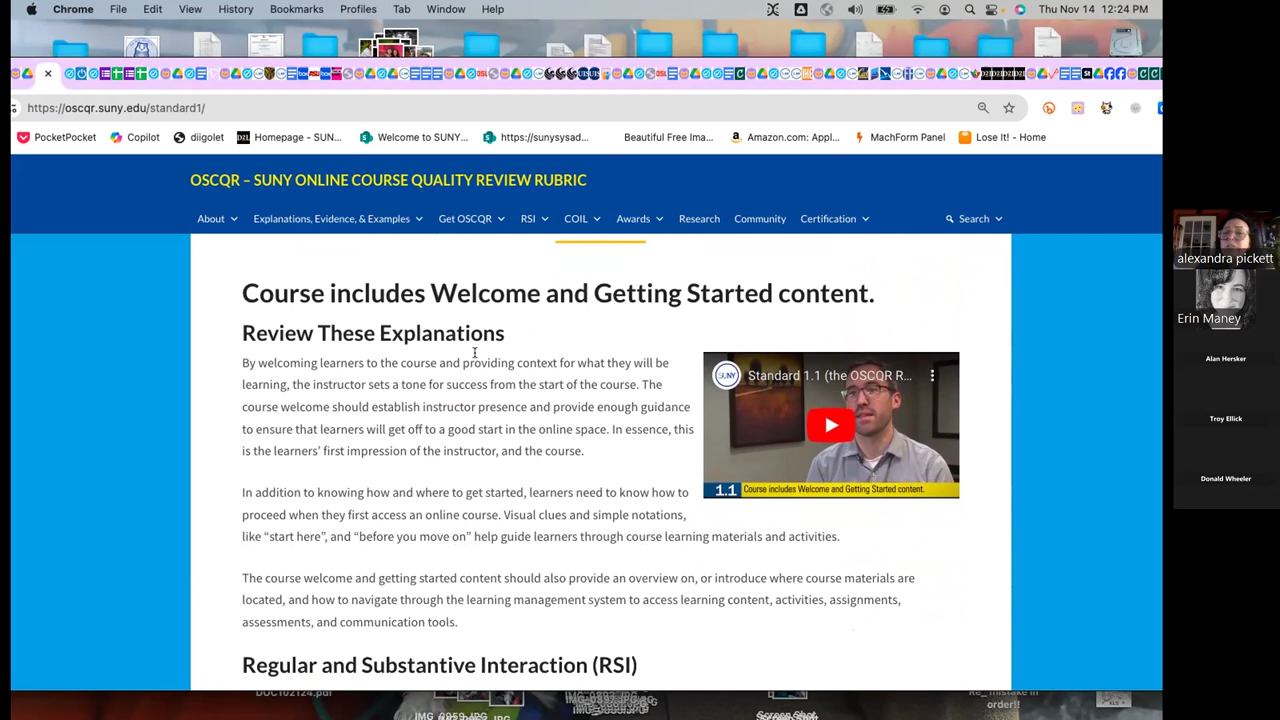 Chrome File Edit View History Bookmarks Profiles Tab Window Help Thu Nov 14 12:24 PM
https://oscqr.suny.edu/standard1/
PocketPocket Copilot diigolet Homepage - SUN... Welcome to SUNY... https://sunysysad... Beautiful Free Ima... Amazon.com: Appl... MachForm Panel Lose It! - Home
OSCQR – SUNY ONLINE COURSE QUALITY REVIEW RUBRIC
About Explanations, Evidence, & Examples Get OSCQR RSI COIL Awards Research Community Certification Search
Course includes Welcome and Getting Started content.
Review These Explanations
By welcoming learners to the course and providing context for what they will be
learning, the instructor sets a tone for success from the start of the course. The
course welcome should establish instructor presence and provide enough guidance
to ensure that learners will get off to a good start in the online space. In essence, this
is the learners’ first impression of the instructor, and the course.
SUNY Standard 1.1 (the OSCQR R...
1.1 Course includes Welcome and Getting Started content.
In addition to knowing how and where to get started, learners need to know how to
proceed when they first access an online course. Visual clues and simple notations,
like “start here”, and “before you move on” help guide learners through course learning materials and activities.
The course welcome and getting started content should also provide an overview on, or introduce where course materials are
located, and how to navigate through the learning management system to access learning content, activities, assignments,
assessments, and communication tools.
Regular and Substantive Interaction (RSI)
DOC102124.pdf
Screen Shot
Re_ mistake in
order!!
alexandra pickett
Erin Maney
Alan Hersker
Troy Ellick
Donald Wheeler